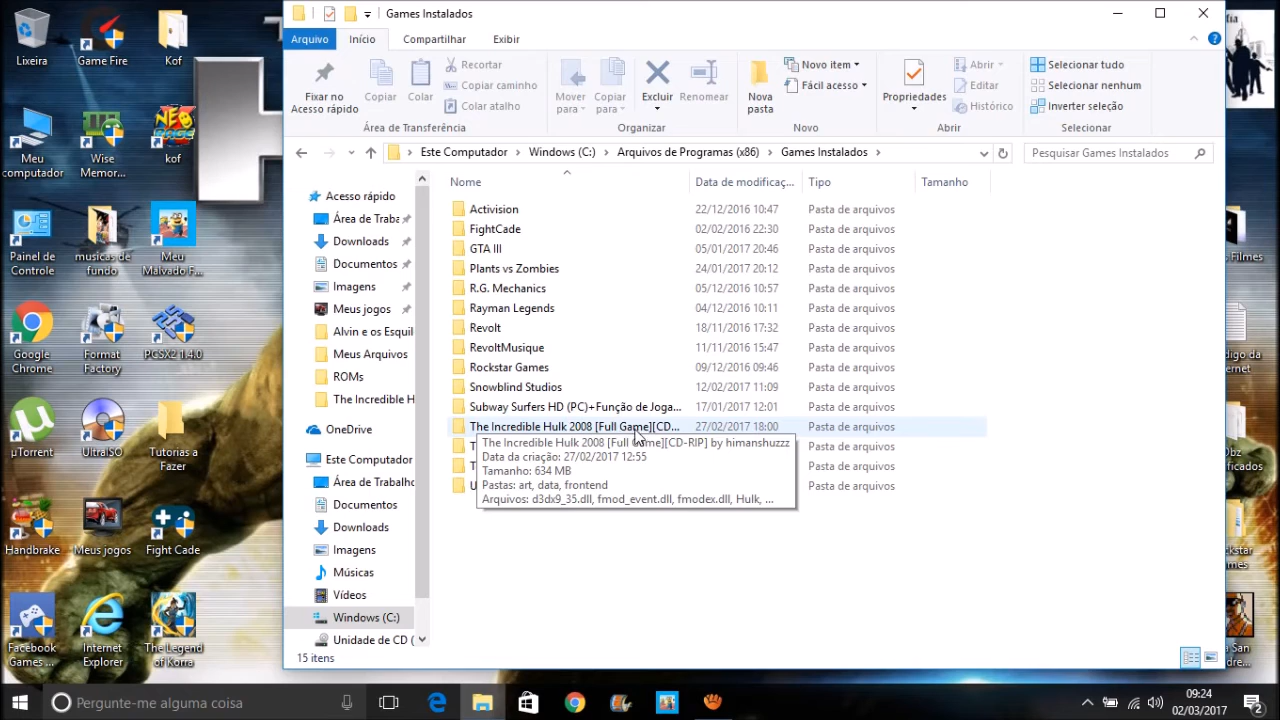 Games Instalados
Arquivo Início Compartilhar Exibir
Fixar no
Acesso rápido
Copiar
Colar
Recortar
Copiar caminho
Colar atalho
Área de Transferência
Mover
para
Copiar
para
Excluir
Renomear
Organizar
Nova
pasta
Novo item
Fácil acesso
Novo
Propriedades
Abrir
Editar
Histórico
Abrir
Selecionar tudo
Selecionar nenhum
Inverter seleção
Selecionar
Este Computador > Windows (C:) > Arquivos de Programas (x86) > Games Instalados >
Pesquisar Games Instalados
Acesso rápido
Área de Traba
Downloads
Documentos
Imagens
Meus jogos
Alvin e os Esquil
Meus Arquivos
ROMs
The Incredible H
OneDrive
Este Computador
Área de Trabalho
Documentos
Downloads
Imagens
Músicas
Vídeos
Windows (C:)
Unidade de CD (
Nome Data de modificaç... Tipo Tamanho
Activision 22/12/2016 10:47 Pasta de arquivos
FightCade 02/02/2016 22:30 Pasta de arquivos
GTA III 05/01/2017 20:46 Pasta de arquivos
Plants vs Zombies 24/01/2017 20:12 Pasta de arquivos
R.G. Mechanics 05/12/2016 10:57 Pasta de arquivos
Rayman Legends 04/12/2016 10:11 Pasta de arquivos
Revolt 18/11/2016 17:32 Pasta de arquivos
RevoltMusique 11/11/2016 15:47 Pasta de arquivos
Rockstar Games 09/12/2016 09:46 Pasta de arquivos
Snowblind Studios 12/02/2017 11:09 Pasta de arquivos
Subway Surfers HD (PC)+Função de Joga... 17/01/2017 12:01 Pasta de arquivos
The Incredible Hulk 2008 [Full Game][CD... 27/02/2017 18:00 Pasta de arquivos
T Pasta de arquivos
T Pasta de arquivos
U Pasta de arquivos
The Incredible Hulk 2008 [Full Game][CD-RIP] by himanshuzzz
Data da criação: 27/02/2017 12:55
Tamanho: 634 MB
Pastas: art, data, frontend
Arquivos: d3dx9_35.dll, fmod_event.dll, fmodex.dll, Hulk, ...
15 itens
Lixeira
Game Fire
Kof
Meu
computador
Wise
Memor...
kof
Painel de
Controle
musicas de
fundo
Meu
Malvado F...
Google
Chrome
Format
Factory
PCSX2 1.4.0
µTorrent
UltraISO
Tutorias a
Fazer
Handbrake
Meus jogos
Fight Cade
Facebook
Games ...
Internet
Explorer
The Legend
of Korra
Pergunte-me alguma coisa
09:24
02/03/2017
2